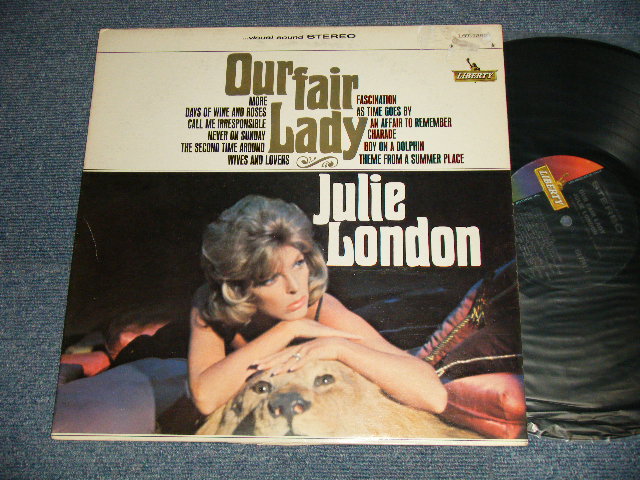 ...visual sound STEREO
LIBERTY
Our fair Lady
MORE
DAYS OF WINE AND ROSES
CALL ME IRRESPONSIBLE
NEVER ON SUNDAY
THE SECOND TIME AROUND
WIVES AND LOVERS
FASCINATION
AS TIME GOES BY
AN AFFAIR TO REMEMBER
CHARADE
BOY ON A DOLPHIN
THEME FROM A SUMMER PLACE
Julie London
LIBERTY
STEREO